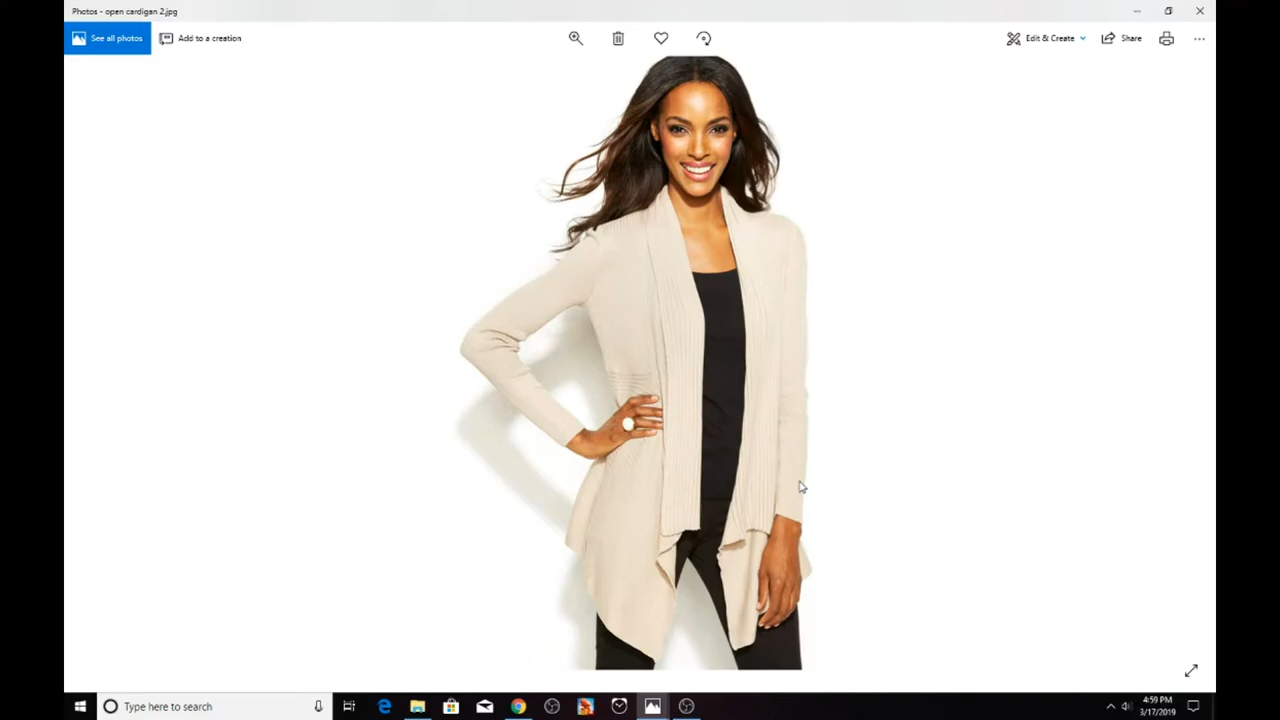 Photos - open cardigan 2.jpg
See all photos
Add to a creation
Edit & Create
Share
Type here to search
4:59 PM
3/17/2019